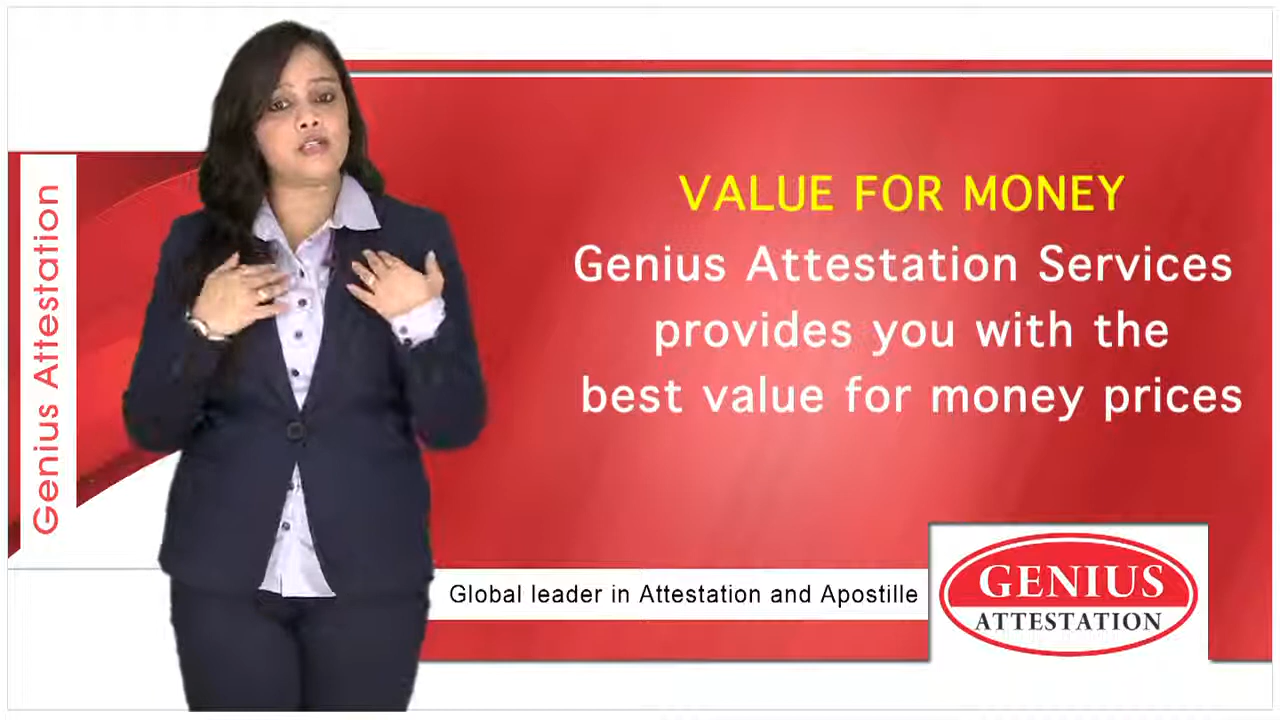 Genius Attestation
VALUE FOR MONEY
Genius Attestation Services
provides you with the
best value for money prices
Global leader in Attestation and Apostille
GENIUS
ATTESTATION